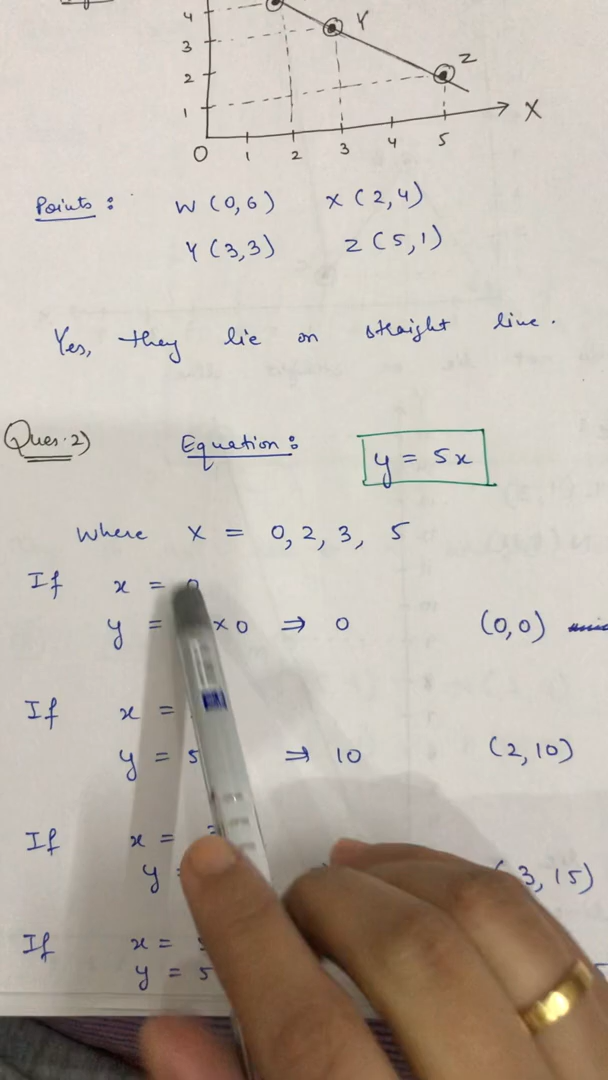 4
Y
3
Z
2
1
X
0 1 2 3 4 5
Points : W (0,6) X (2,4)
Y (3,3) Z (5,1)
Yes, they lie on straight line.
Ques. 2) Equation : y = 5x
Where x = 0, 2, 3, 5
If x = 0
y = x 0 ⇒ 0 (0,0)
If x =
y = 5 ⇒ 10 (2,10)
If x =
y = 3, 15)
If x =
y = 5